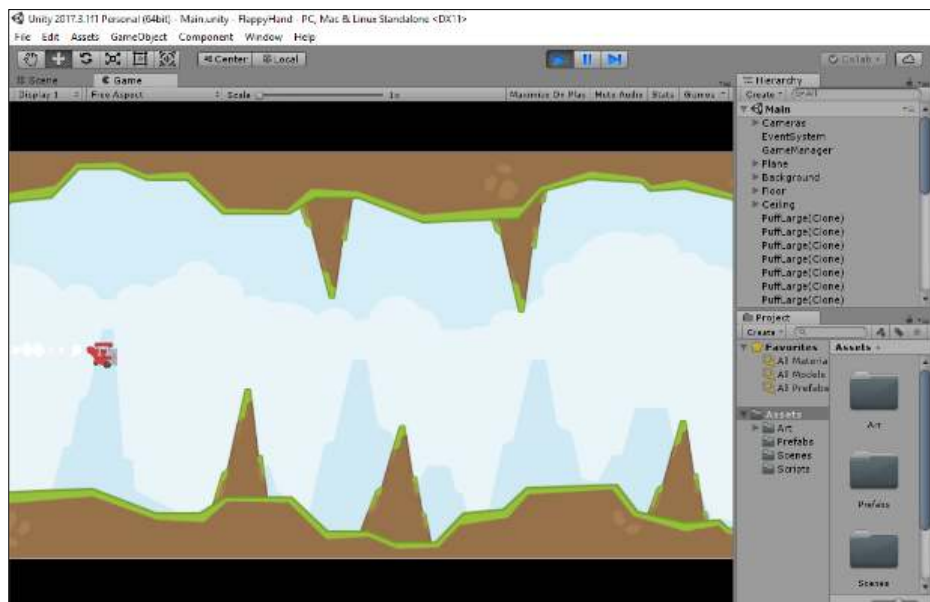 Unity 2017.3.1f1 Personal (64bit) - Main.unity - FlappyHand - PC, Mac & Linux Standalone <DX11>
File Edit Assets GameObject Component Window Help
Center Local Collab
Scene Game
Display 1 Free Aspect Scale 1x Maximize On Play Mute Audio Stats Gizmos
Hierarchy
Create All
Main
Cameras
EventSystem
GameManager
Plane
Background
Floor
Ceiling
PuffLarge(Clone)
PuffLarge(Clone)
PuffLarge(Clone)
PuffLarge(Clone)
PuffLarge(Clone)
PuffLarge(Clone)
PuffLarge(Clone)
Project
Create
Favorites
All Materia
All Models
All Prefabs
Assets
Art
Prefabs
Scenes
Scripts
Assets
Art
Prefabs
Scenes